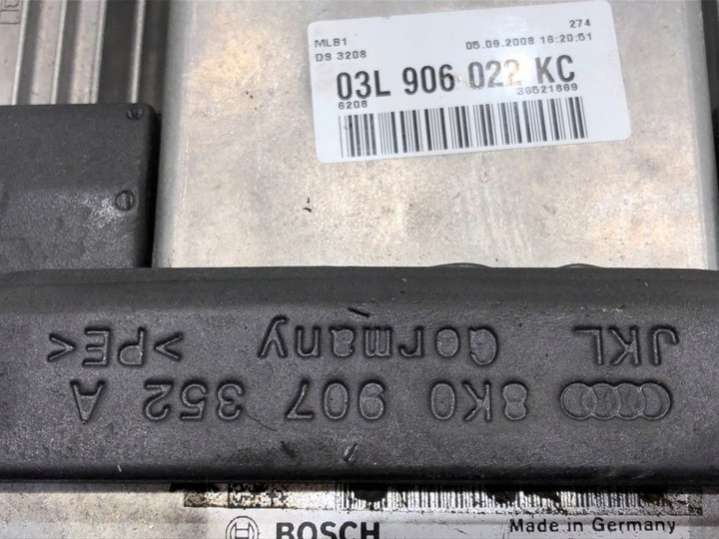 274
MLB1 05.09.2008 16:20:51
DS 3208
03L 906 022 KC
6208 36521869
JKL Germany >PE<
8K0 907 352 A
BOSCH Made in Germany